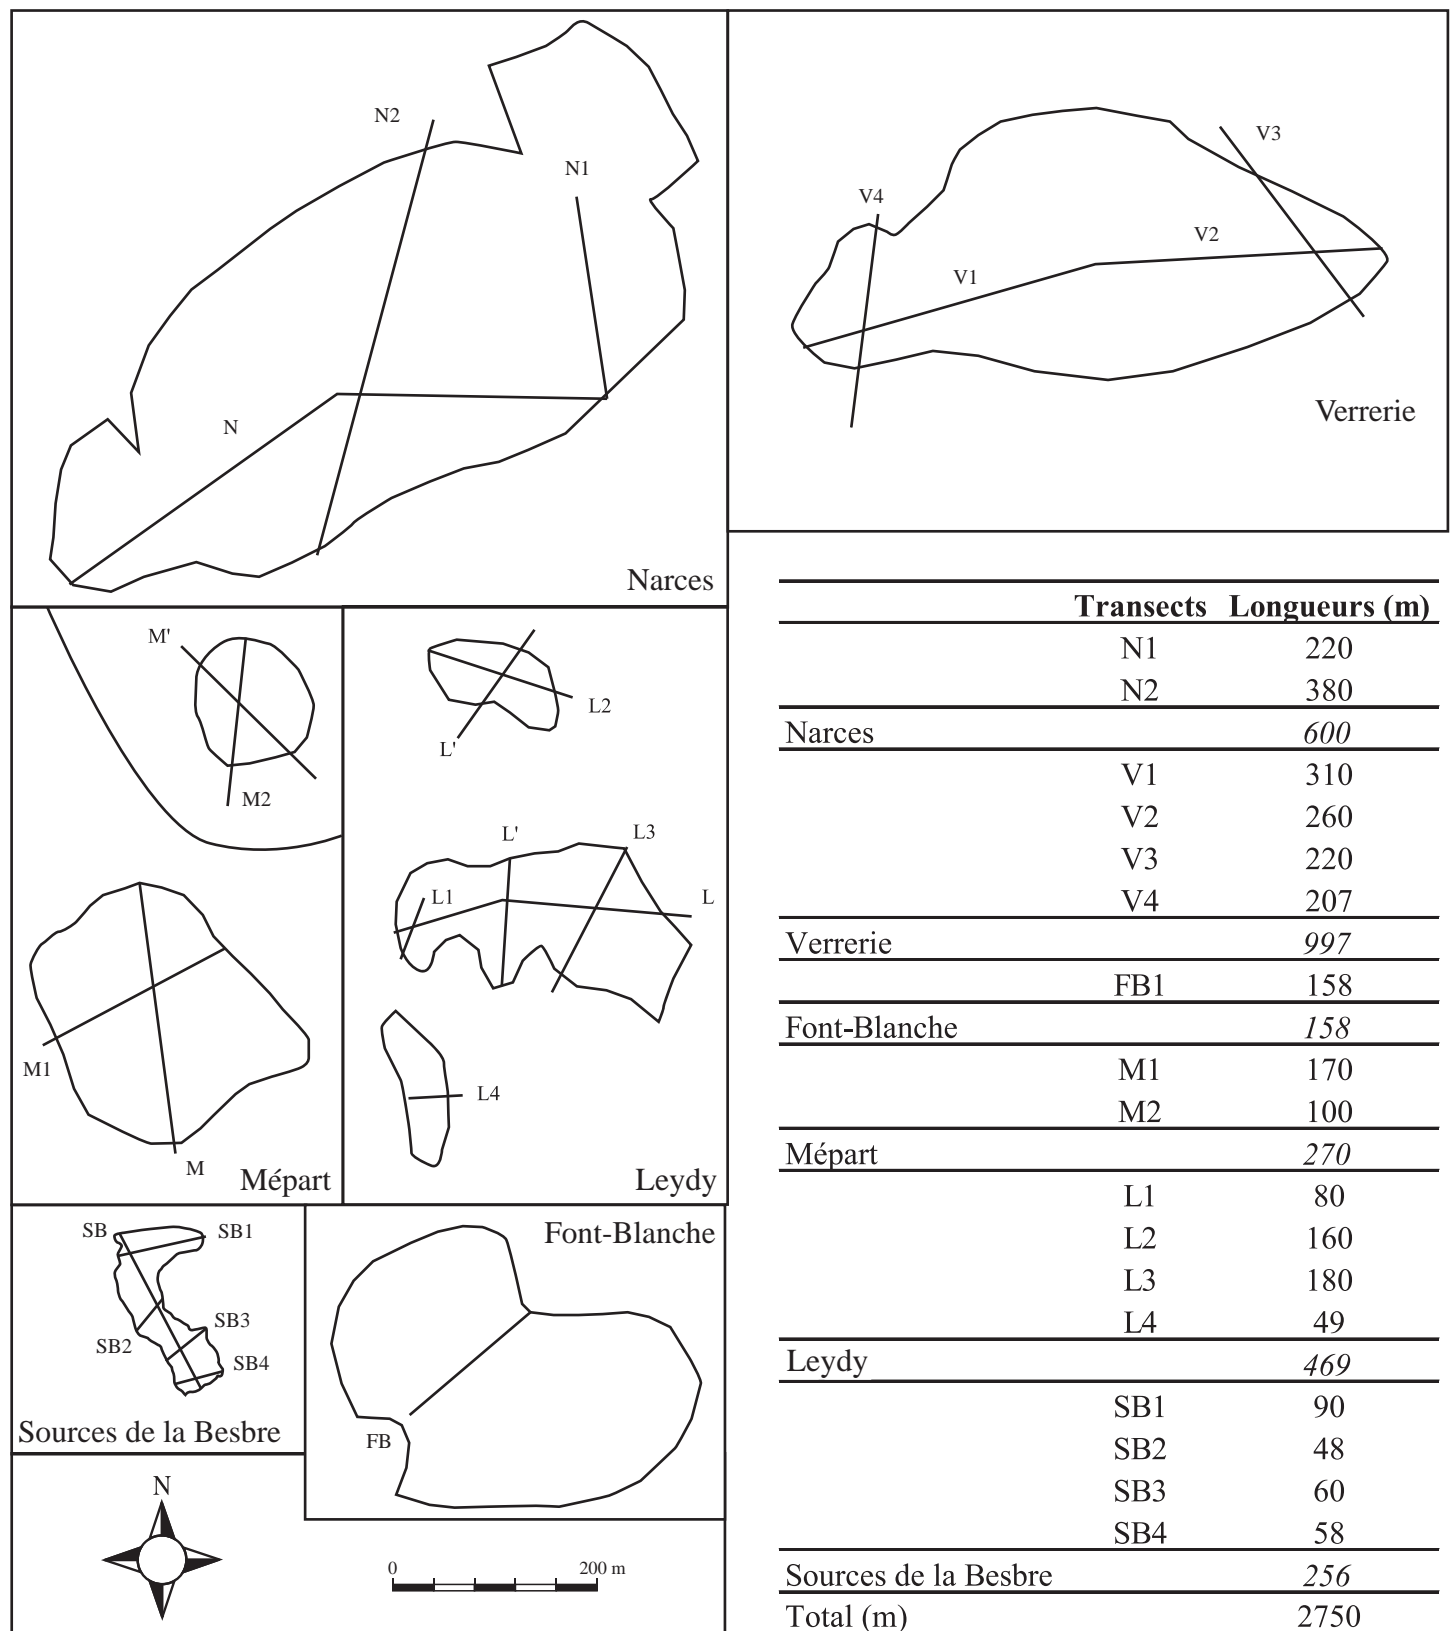 N2
N1
N
Narces
V3
V4
V2
V1
Verrerie
M'
M2
M1
M
Mépart
L2
L'
L'
L3
L1
L
L4
Leydy
SB
SB1
SB3
SB2
SB4
Sources de la Besbre
Font-Blanche
FB
N
0 200 m
Transects Longueurs (m)
N1 220
N2 380
Narces 600
V1 310
V2 260
V3 220
V4 207
Verrerie 997
FB1 158
Font-Blanche 158
M1 170
M2 100
Mépart 270
L1 80
L2 160
L3 180
L4 49
Leydy 469
SB1 90
SB2 48
SB3 60
SB4 58
Sources de la Besbre 256
Total (m) 2750